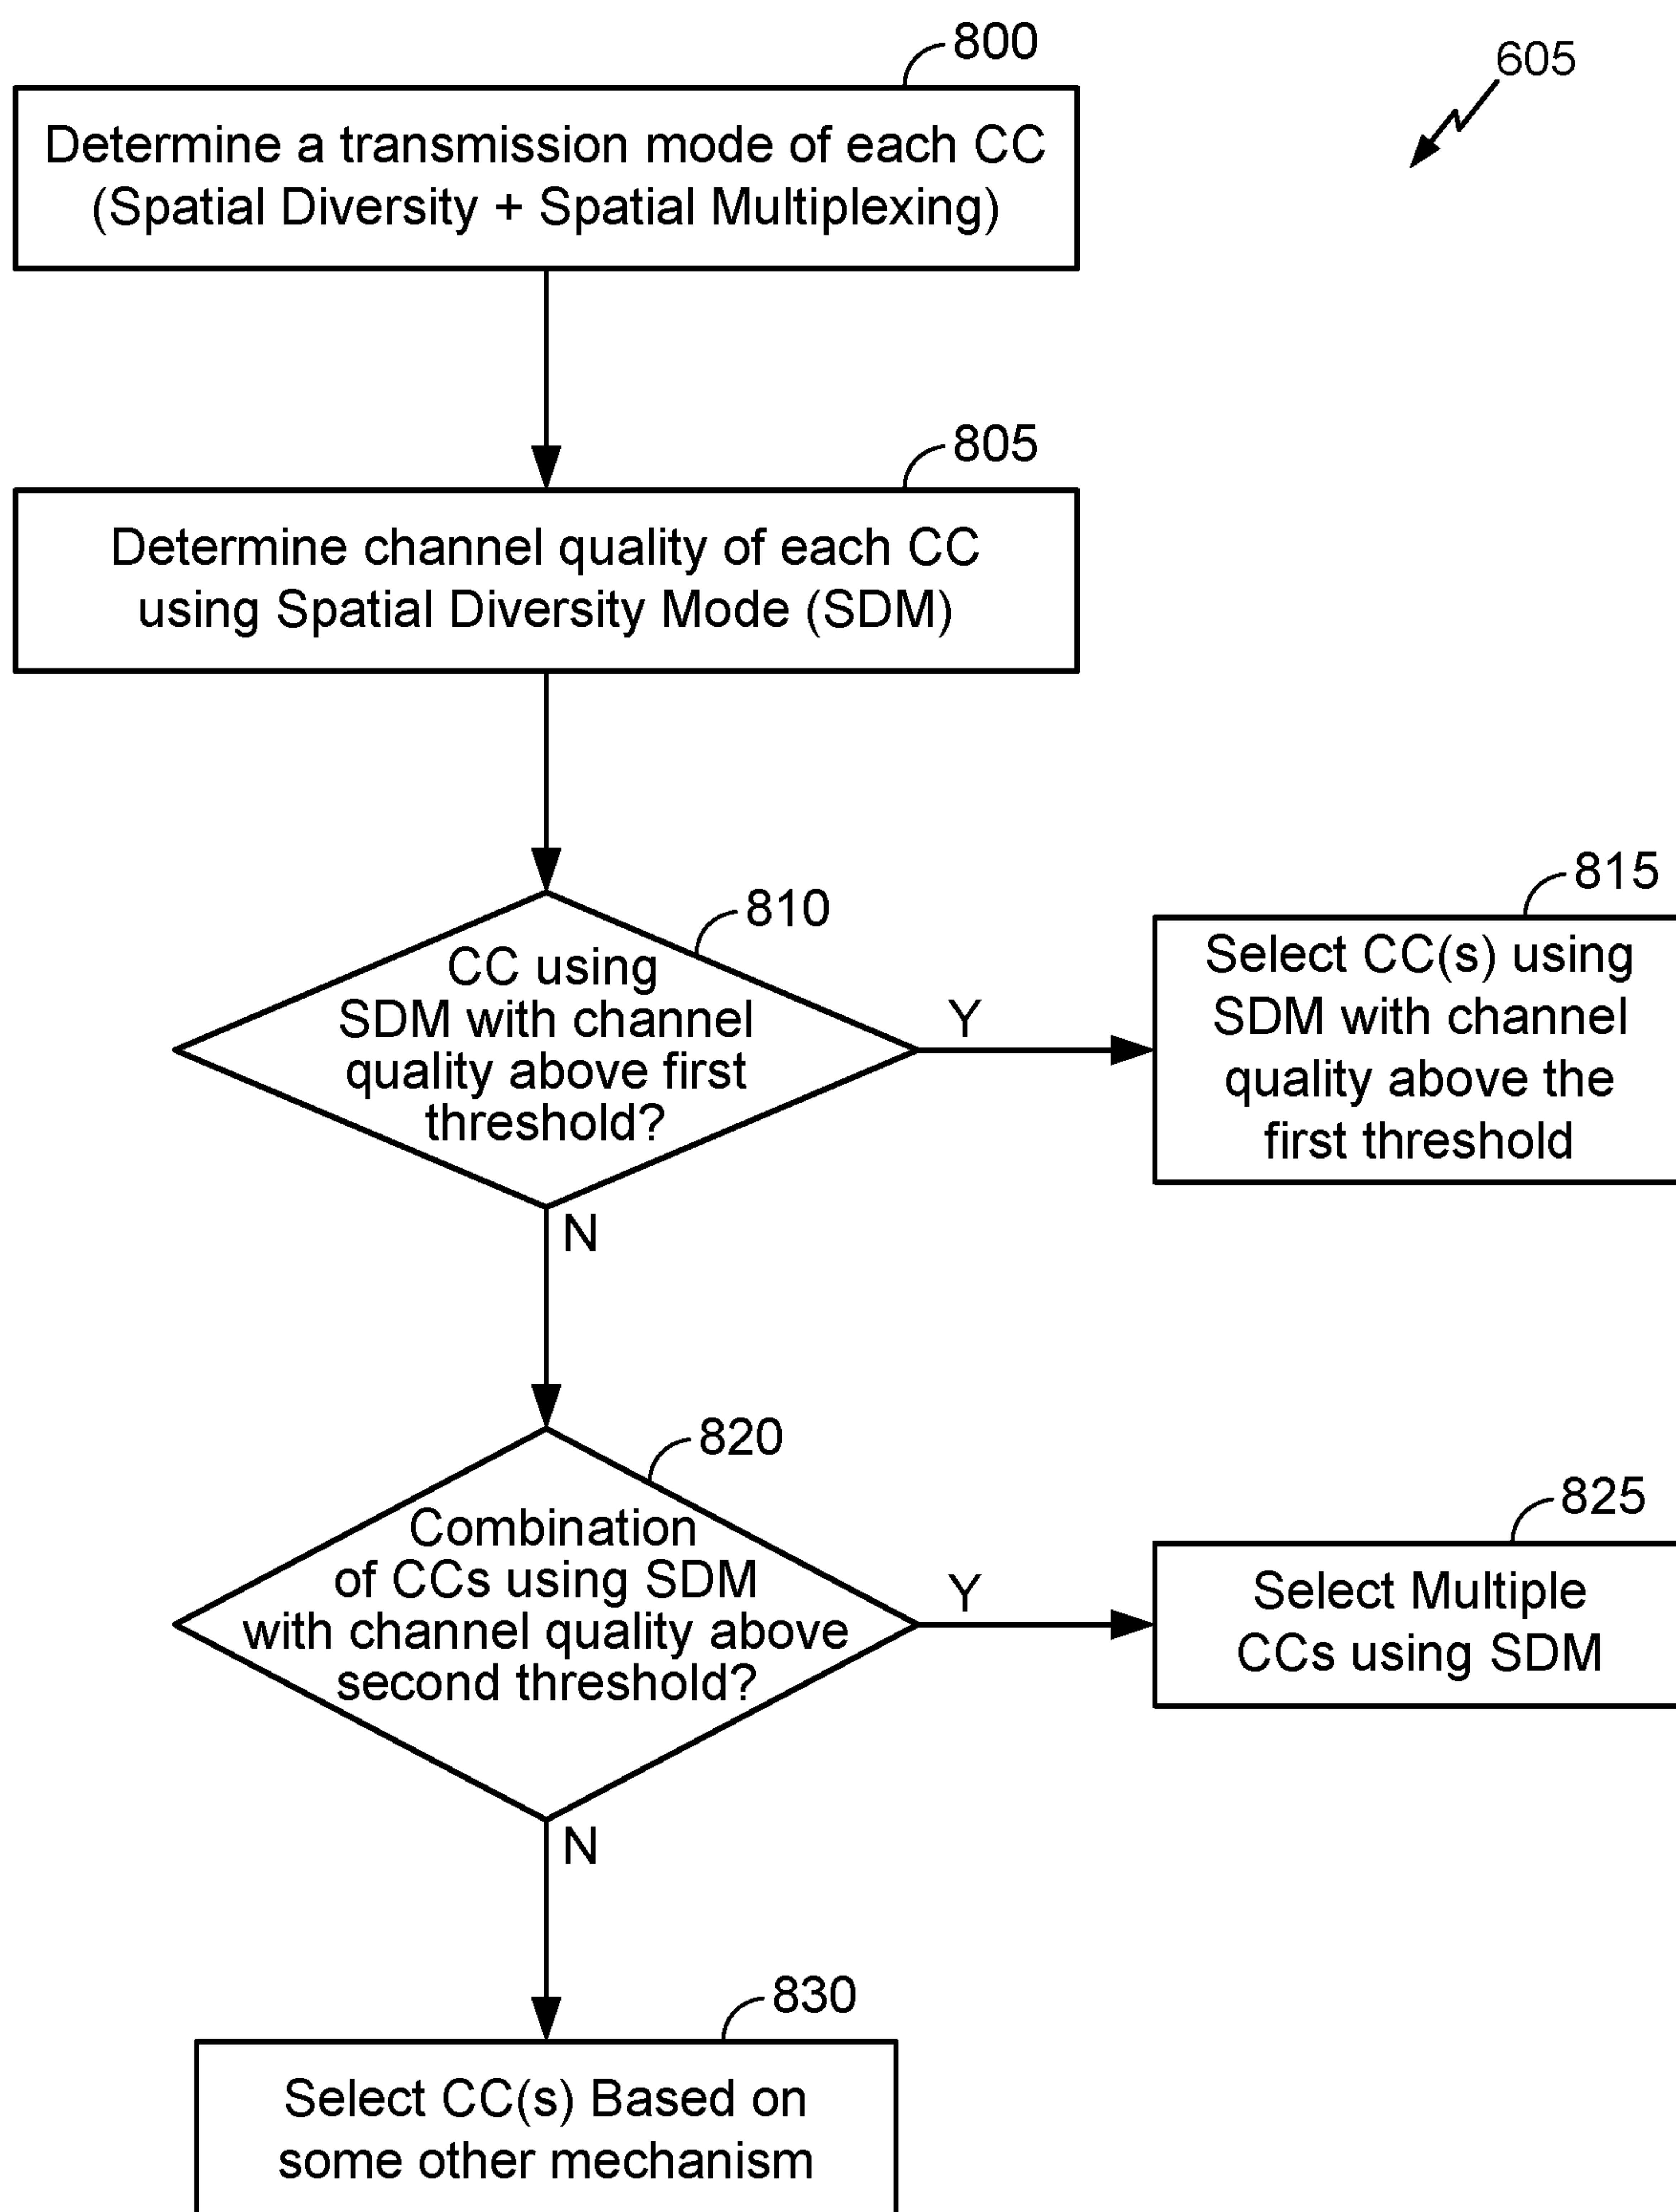 800
605
Determine a transmission mode of each CC
(Spatial Diversity + Spatial Multiplexing)
805
Determine channel quality of each CC
using Spatial Diversity Mode (SDM)
810
CC using
SDM with channel
quality above first
threshold?
Y
815
Select CC(s) using
SDM with channel
quality above the
first threshold
N
820
Combination
of CCs using SDM
with channel quality above
second threshold?
Y
825
Select Multiple
CCs using SDM
N
830
Select CC(s) Based on
some other mechanism